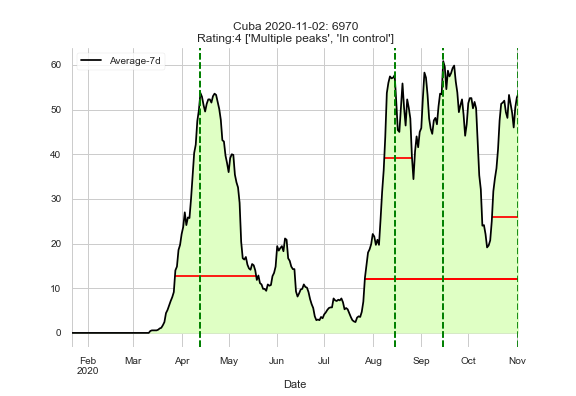 Cuba 2020-11-02: 6970
Rating:4 ['Multiple peaks', 'In control']
Average-7d
60
50
40
30
20
10
0
Feb Mar Apr May Jun Jul Aug Sep Oct Nov
2020
Date